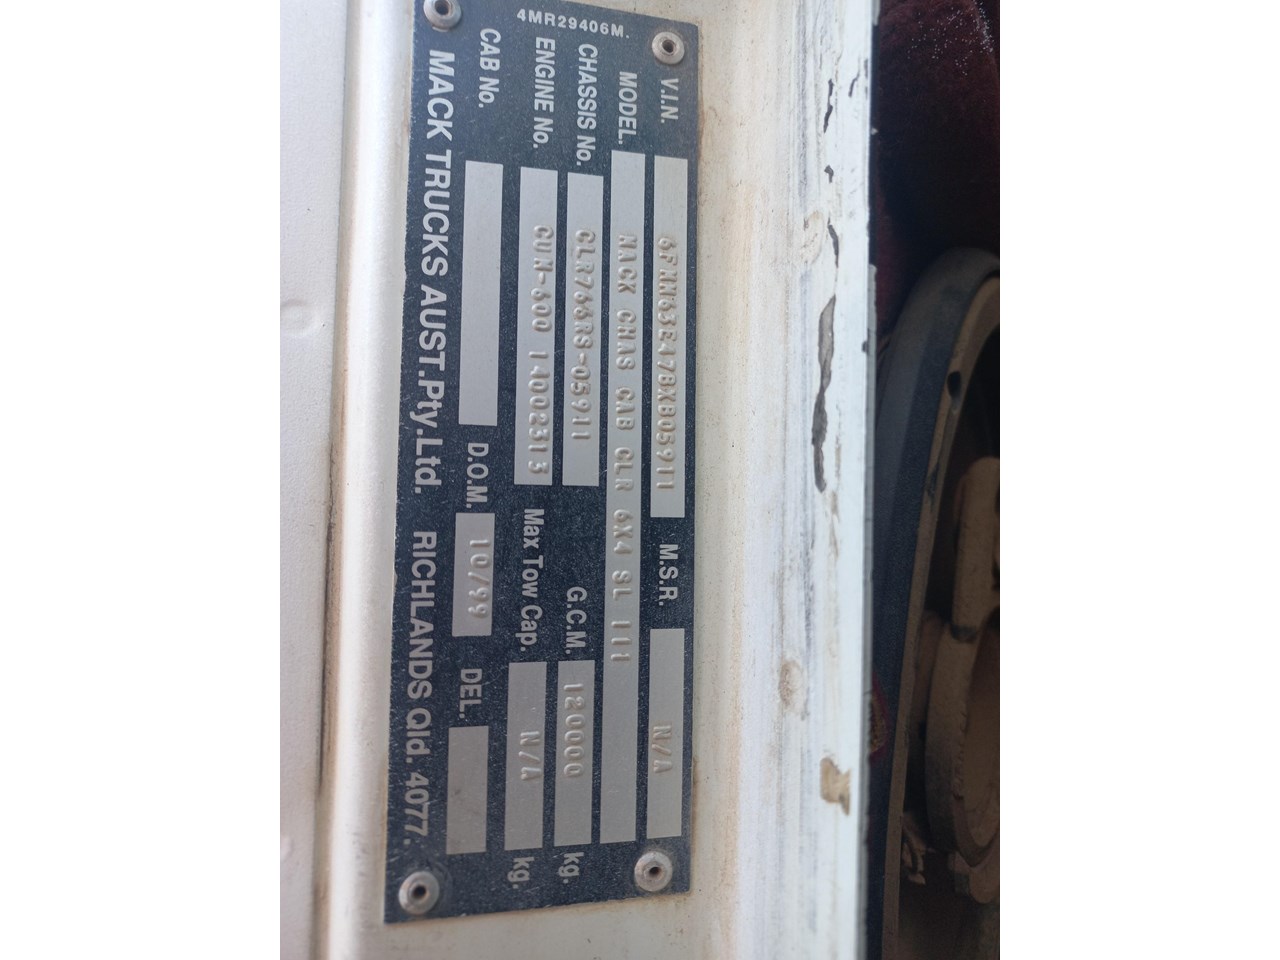 4MR29406M.
V.I.N. 6FMM63E47BXB05911 M.S.R. N/A
MODEL. MACK CHAS CAB CLR 6X4 SL III
CHASSIS No. CLR766RS-05911 G.C.M. 120000 kg.
ENGINE No. CUM-600 14002313 Max Tow Cap. N/A kg.
CAB No. D.O.M. 10/99 DEL.
MACK TRUCKS AUST.Pty.Ltd. RICHLANDS Qld. 4077.